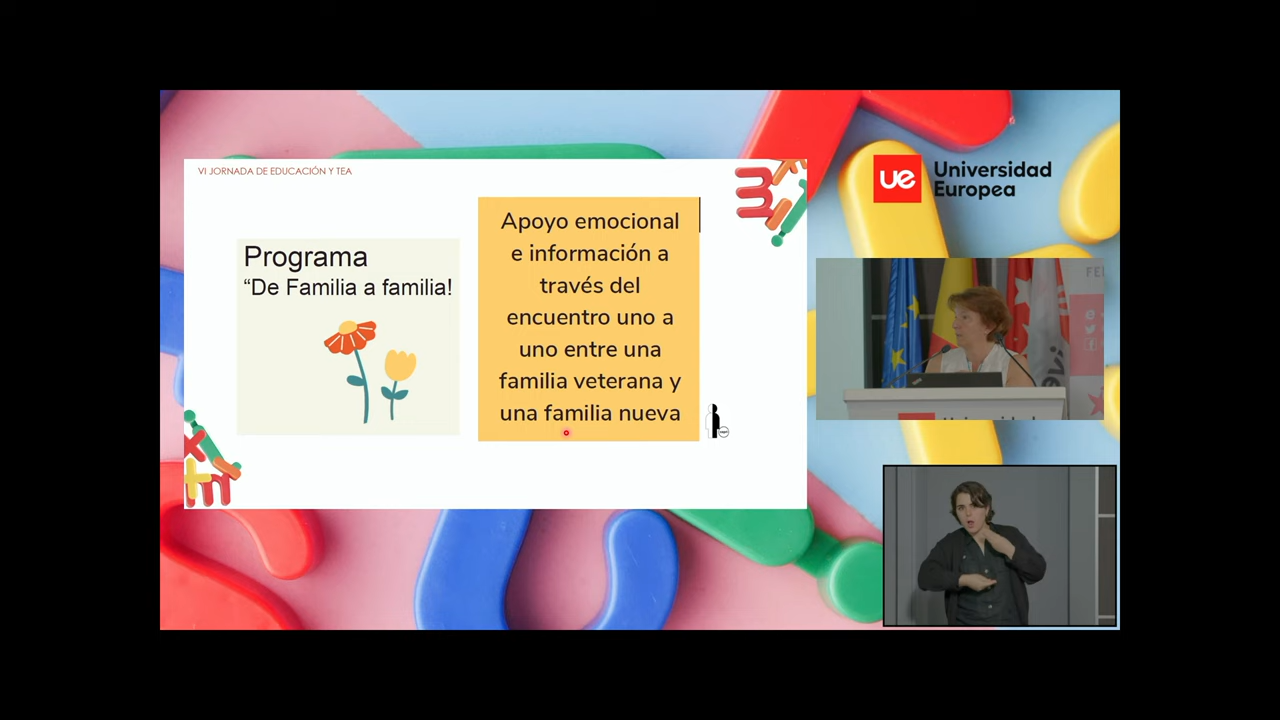 VI JORNADA DE EDUCACIÓN Y TEA
Programa
“De Familia a familia!
Apoyo emocional
e información a
través del
encuentro uno a
uno entre una
familia veterana y
una familia nueva
ue Universidad
Europea